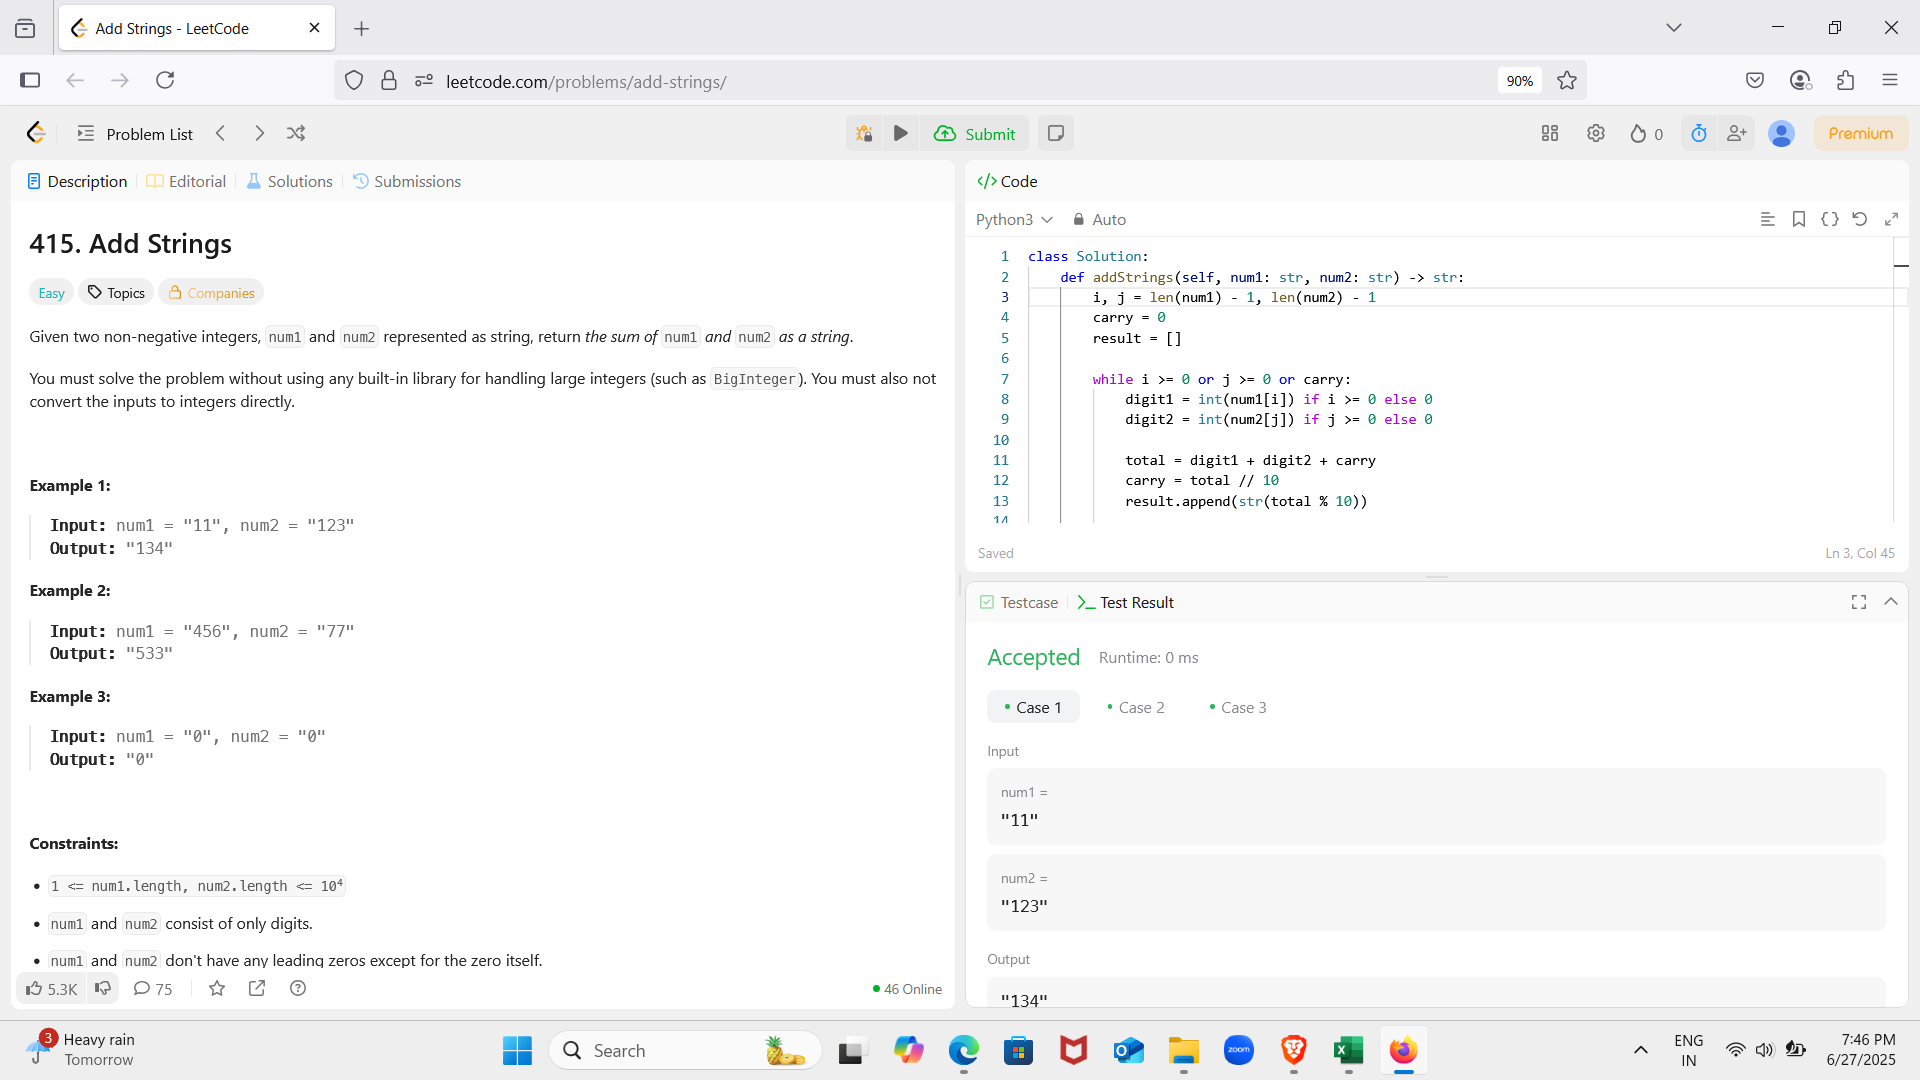 Add Strings - LeetCode
leetcode.com/problems/add-strings/
90%
Problem List
Submit
0
Premium
Description
Editorial
Solutions
Submissions
415. Add Strings
Easy
Topics
Companies
Given two non-negative integers, num1 and num2 represented as string, return the sum of num1 and num2 as a string.
You must solve the problem without using any built-in library for handling large integers (such as BigInteger). You must also not
convert the inputs to integers directly.
Example 1:
Input: num1 = "11", num2 = "123"
Output: "134"
Example 2:
Input: num1 = "456", num2 = "77"
Output: "533"
Example 3:
Input: num1 = "0", num2 = "0"
Output: "0"
Constraints:
• 1 <= num1.length, num2.length <= 10⁴
• num1 and num2 consist of only digits.
• num1 and num2 don't have any leading zeros except for the zero itself.
5.3K
75
46 Online
</> Code
Python3
Auto
1 class Solution:
2 def addStrings(self, num1: str, num2: str) -> str:
3 i, j = len(num1) - 1, len(num2) - 1
4 carry = 0
5 result = []
6
7 while i >= 0 or j >= 0 or carry:
8 digit1 = int(num1[i]) if i >= 0 else 0
9 digit2 = int(num2[j]) if j >= 0 else 0
10
11 total = digit1 + digit2 + carry
12 carry = total // 10
13 result.append(str(total % 10))
14
Saved
Ln 3, Col 45
Testcase
Test Result
Accepted
Runtime: 0 ms
• Case 1
• Case 2
• Case 3
Input
num1 =
"11"
num2 =
"123"
Output
"134"
3
Heavy rain
Tomorrow
Search
zoom
ENG
IN
7:46 PM
6/27/2025